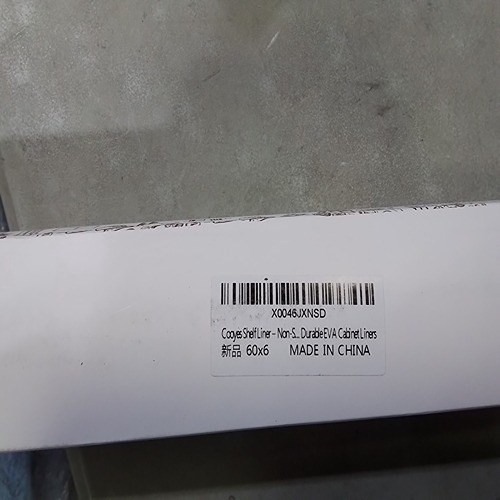 X0046JXNSD
Cooyes Shelf Liner – Non-S... Durable EVA Cabinet Liners
新品 60x6 MADE IN CHINA